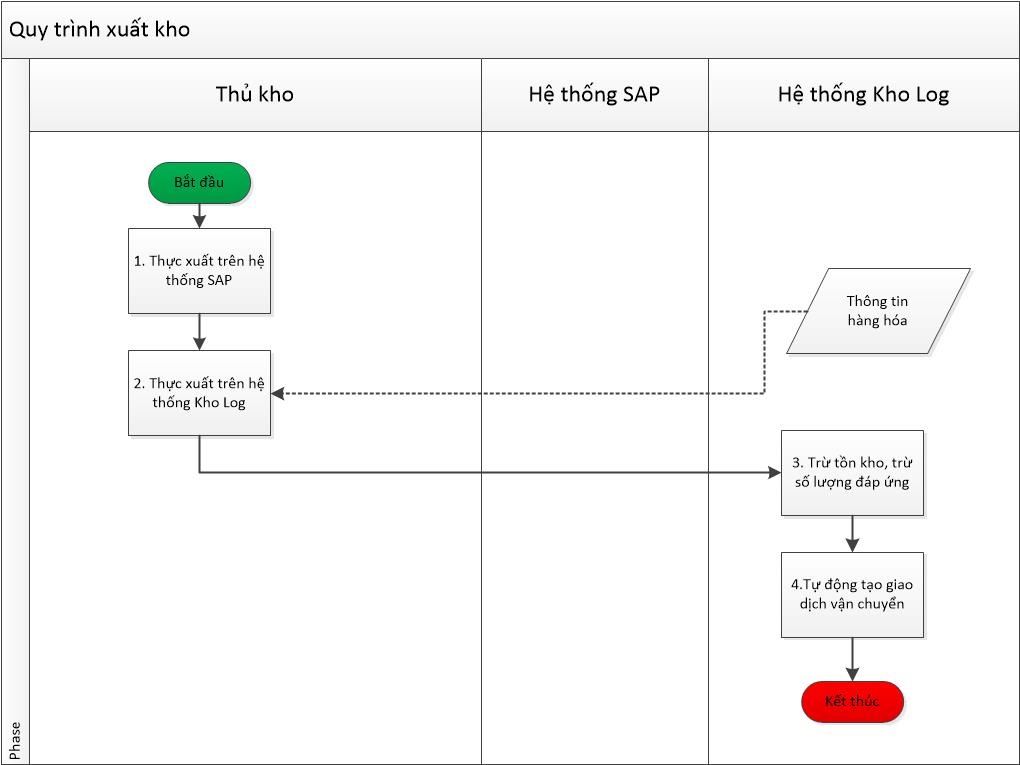 Quy trình xuất kho
Thủ kho
Hệ thống SAP
Hệ thống Kho Log
Bắt đầu
1. Thực xuất trên hệ
thống SAP
Thông tin
hàng hóa
2. Thực xuất trên hệ
thống Kho Log
3. Trừ tồn kho, trừ
số lượng đáp ứng
4.Tự động tạo giao
dịch vận chuyển
Kết thúc
Phase